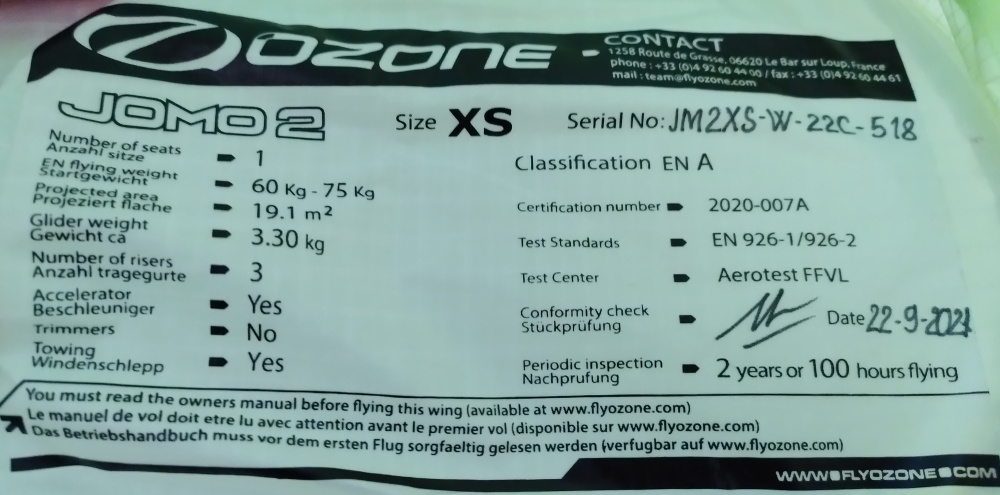 OZONE
CONTACT
1258 Route de Grasse, 06620 Le Bar sur Loup, France
phone : +33 (0)4 92 60 44 00 / fax : +33 (0)4 92 60 44 61
mail : team@flyozone.com
JOMO 2
Size XS
Serial No: JM2XS-W-22C-518
Number of seats
Anzahl sitze
1
EN flying weight
Startgewicht
60 Kg - 75 Kg
Projected area
Projeziert flache
19.1 m²
Glider weight
Gewicht ca
3.30 kg
Number of risers
Anzahl tragegurte
3
Accelerator
Beschleuniger
Yes
Trimmers
No
Towing
Windenschlepp
Yes
Classification EN A
Certification number 2020-007A
Test Standards EN 926-1/926-2
Test Center Aerotest FFVL
Conformity check
Stückprüfung
Date 22-9-2021
Periodic inspection
Nachprufung
2 years or 100 hours flying
You must read the owners manual before flying this wing (available at www.flyozone.com)
Le manuel de vol doit etre lu avec attention avant le premier vol (disponible sur www.flyozone.com)
Das Betriebshandbuch muss vor dem ersten Flug sorgfaeltig gelesen werden (verfugbar auf www.flyozone.com)
WWW.FLYOZONE.COM